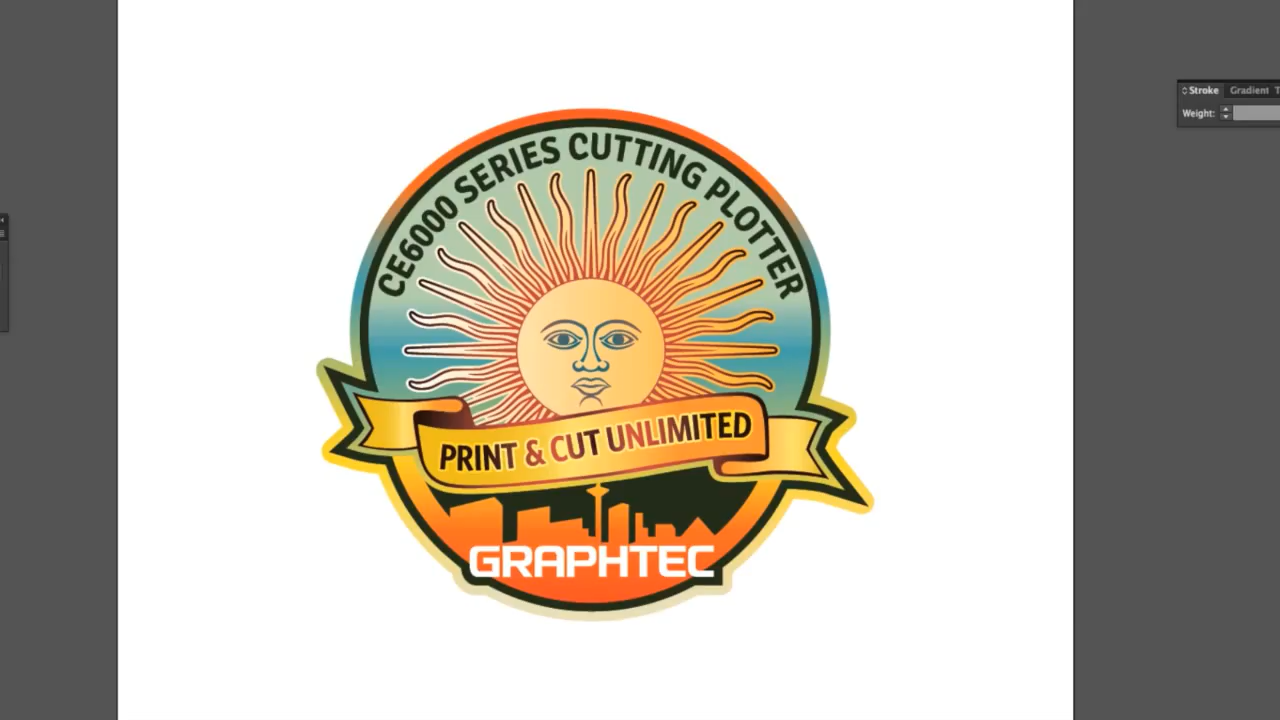 Stroke
Gradient
Weight:
CE6000 SERIES CUTTING PLOTTER
PRINT & CUT UNLIMITED
GRAPHTEC